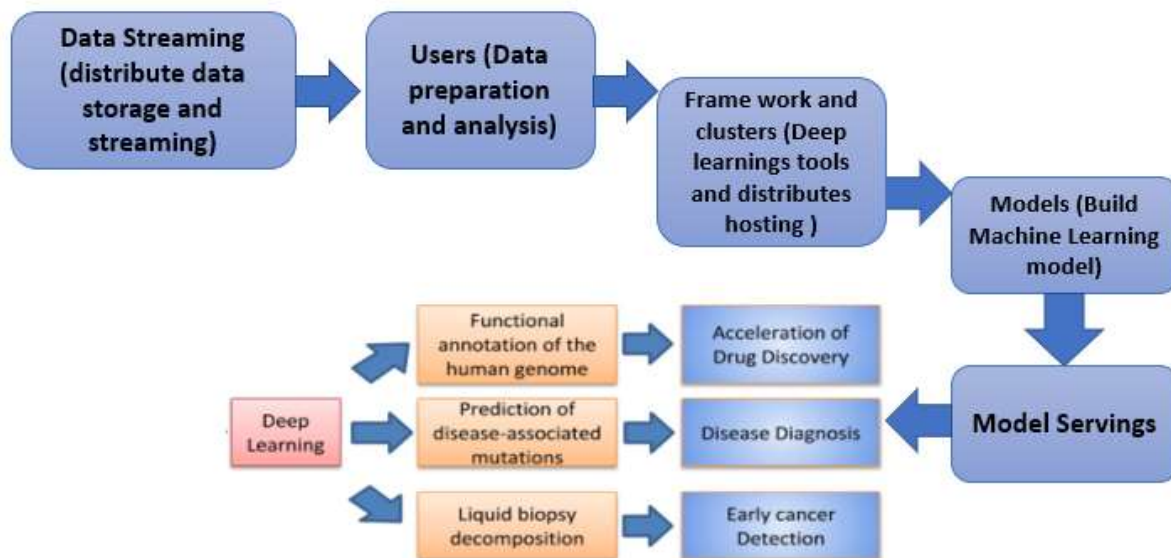 Data Streaming
(distribute data
storage and
streaming)
Users (Data
preparation
and analysis)
Frame work and
clusters (Deep
learnings tools
and distributes
hosting )
Models (Build
Machine Learning
model)
Model Servings
Deep
Learning
Functional
annotation of the
human genome
Acceleration of
Drug Discovery
Prediction of
disease-associated
mutations
Disease Diagnosis
Liquid biopsy
decomposition
Early cancer
Detection